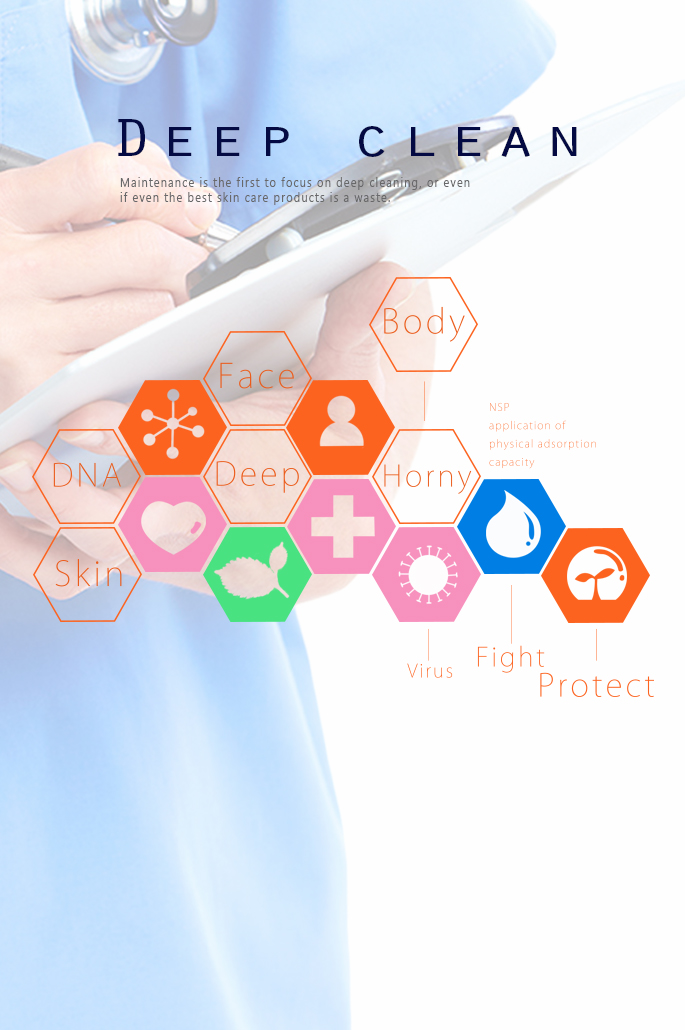 DEEP CLEAN
Maintenance is the first to focus on deep cleaning, or even
if even the best skin care products is a waste.
Body
Face
NSP
application of
physical adsorption
capacity
DNA
Deep
Horny
Skin
Virus
Fight
Protect